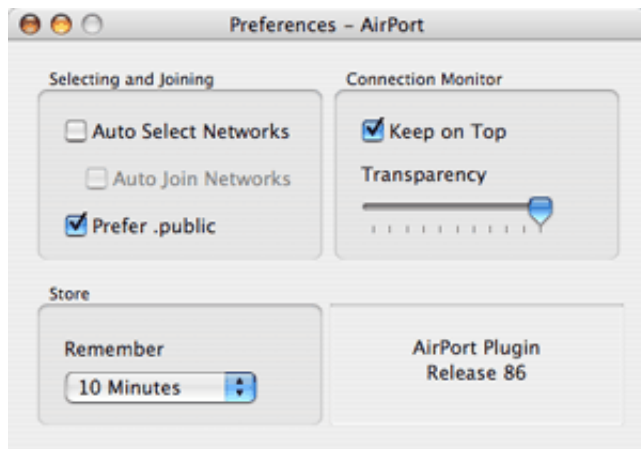 Preferences – AirPort
Selecting and Joining
Auto Select Networks
Auto Join Networks
Prefer .public
Connection Monitor
Keep on Top
Transparency
Store
Remember
10 Minutes
AirPort Plugin
Release 86